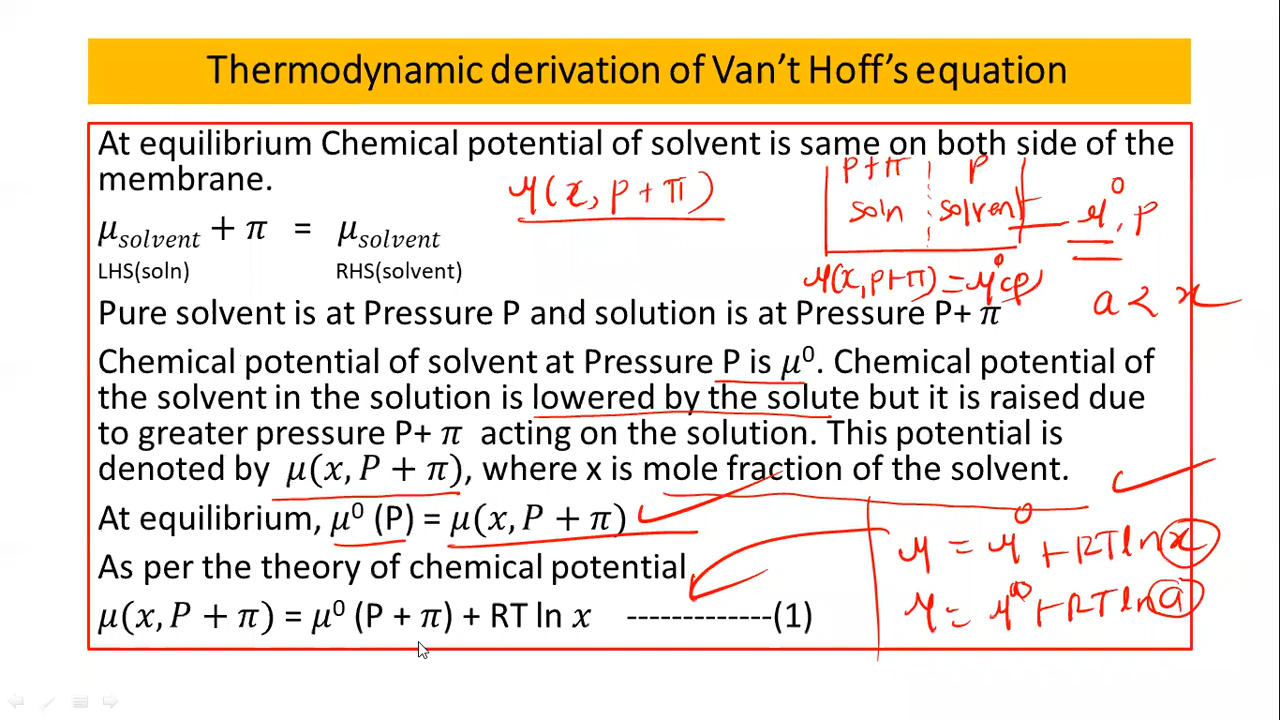 Thermodynamic derivation of Van't Hoff's equation
At equilibrium Chemical potential of solvent is same on both side of the
membrane.
μ(x, P + π)
P + π P
soln solvent μ⁰, P
μ(x, P+π) = μ⁰(P)
a < x
μ_solvent + π = μ_solvent
LHS(soln) RHS(solvent)
Pure solvent is at Pressure P and solution is at Pressure P+ π
Chemical potential of solvent at Pressure P is μ⁰. Chemical potential of
the solvent in the solution is lowered by the solute but it is raised due
to greater pressure P+ π acting on the solution. This potential is
denoted by μ(x, P + π), where x is mole fraction of the solvent.
At equilibrium, μ⁰ (P) = μ(x, P + π)
As per the theory of chemical potential
μ(x, P + π) = μ⁰ (P + π) + RT ln x -------------(1)
μ = μ⁰ + RT ln x
μ = μ⁰ + RT ln a